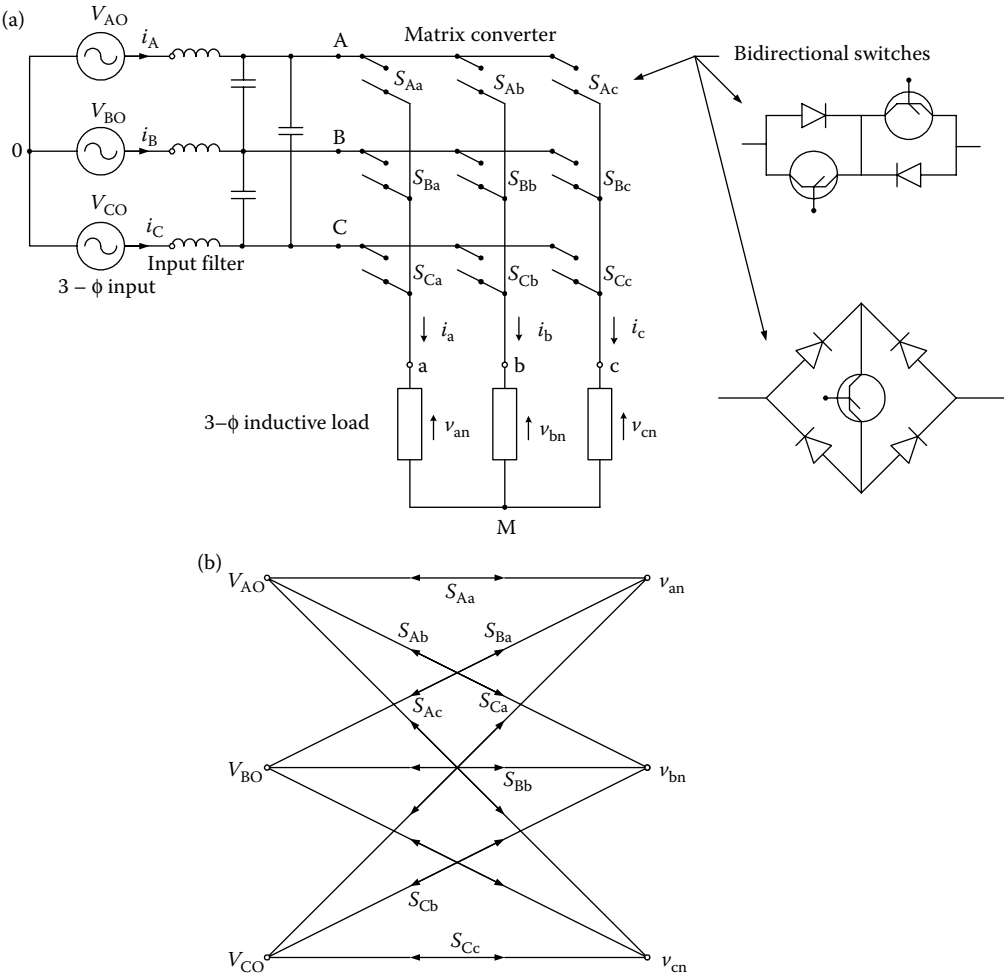 (a)
V_AO
i_A
A
Matrix converter
Bidirectional switches
S_Aa
S_Ab
S_Ac
V_BO
i_B
B
0
S_Ba
S_Bb
S_Bc
V_CO
i_C
C
Input filter
3 – ϕ input
S_Ca
S_Cb
S_Cc
i_a
i_b
i_c
a
b
c
3–ϕ inductive load
v_an
v_bn
v_cn
M
(b)
V_AO
S_Aa
v_an
S_Ab
S_Ba
S_Ac
S_Ca
V_BO
S_Bb
v_bn
S_Cb
V_CO
S_Cc
v_cn